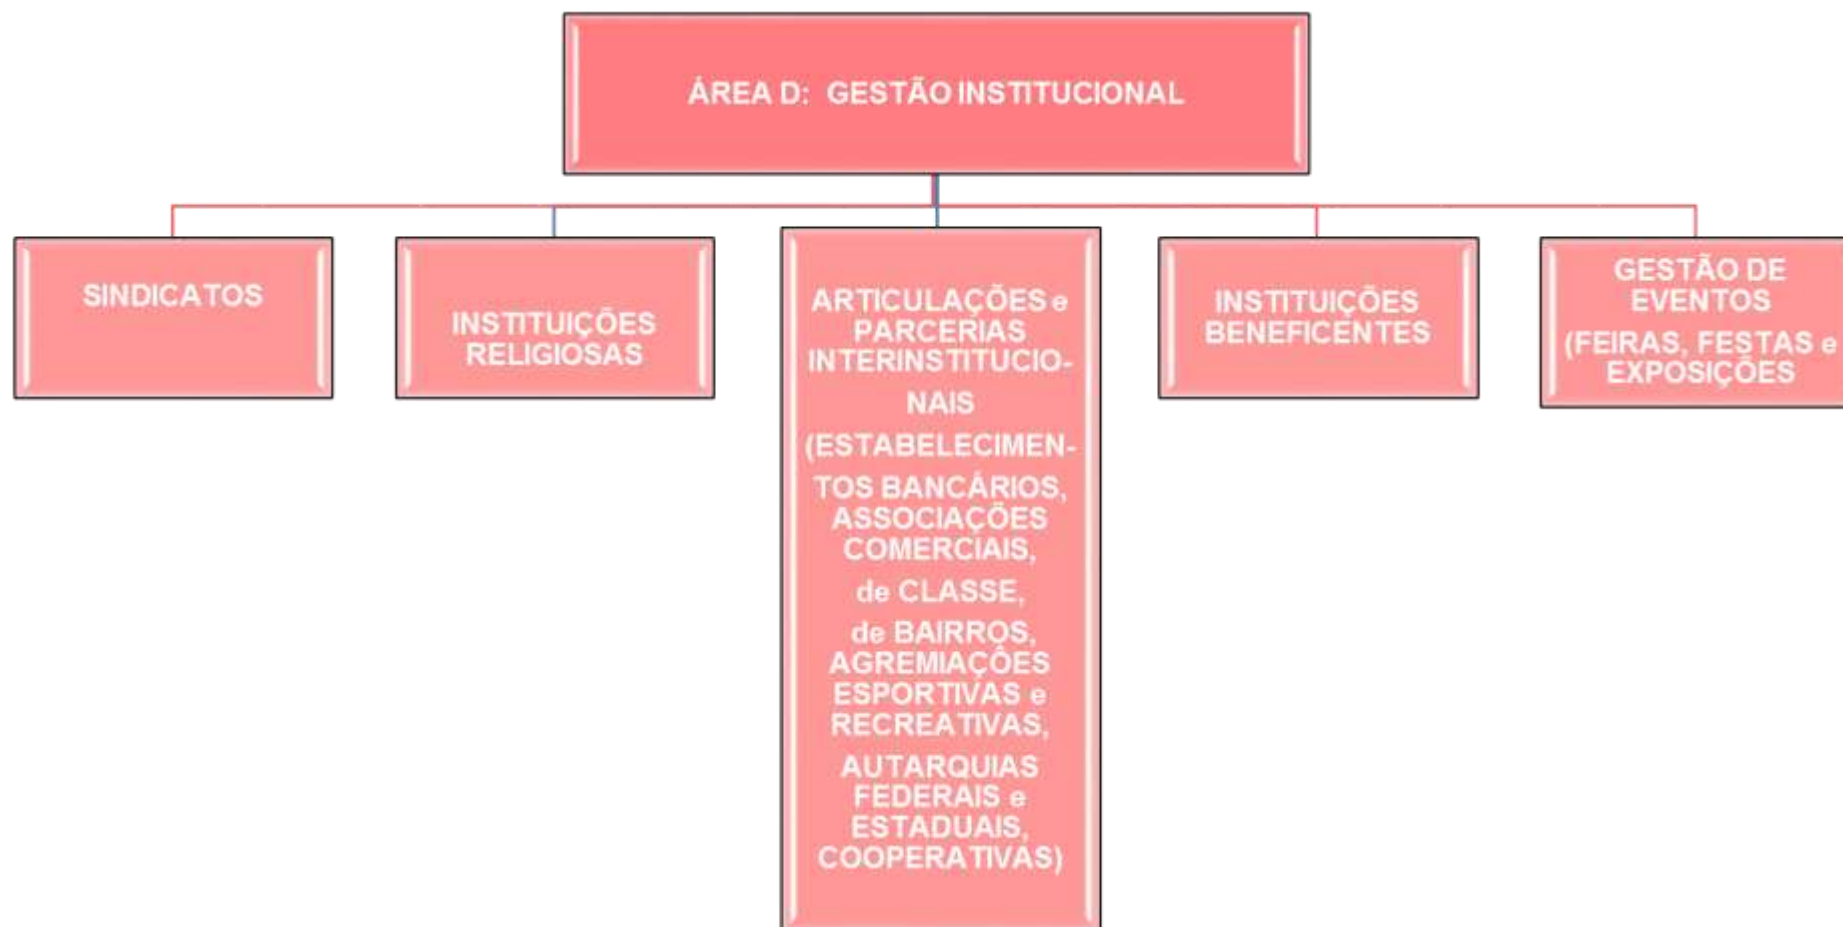 ÁREA D: GESTÃO INSTITUCIONAL
SINDICATOS
INSTITUIÇÕES
RELIGIOSAS
ARTICULAÇÕES e
PARCERIAS
INTERINSTITUCIO-
NAIS
(ESTABELECIMEN-
TOS BANCÁRIOS,
ASSOCIAÇÕES
COMERCIAIS,
de CLASSE,
de BAIRROS,
AGREMIAÇÕES
ESPORTIVAS e
RECREATIVAS,
AUTARQUIAS
FEDERAIS e
ESTADUAIS,
COOPERATIVAS)
INSTITUIÇÕES
BENEFICENTES
GESTÃO DE
EVENTOS
(FEIRAS, FESTAS e
EXPOSIÇÕES